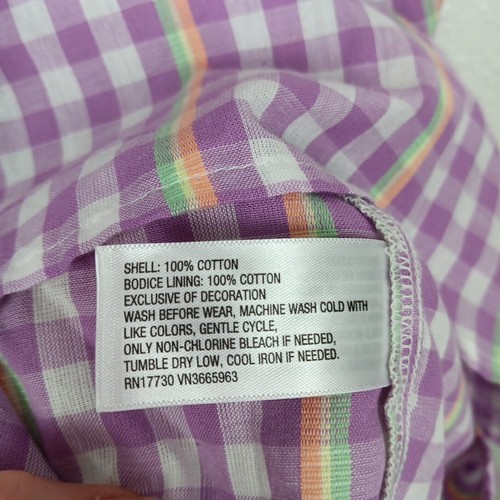 SHELL: 100% COTTON
BODICE LINING: 100% COTTON
EXCLUSIVE OF DECORATION
WASH BEFORE WEAR, MACHINE WASH COLD WITH
LIKE COLORS, GENTLE CYCLE,
ONLY NON-CHLORINE BLEACH IF NEEDED,
TUMBLE DRY LOW, COOL IRON IF NEEDED.
RN17730 VN3665963